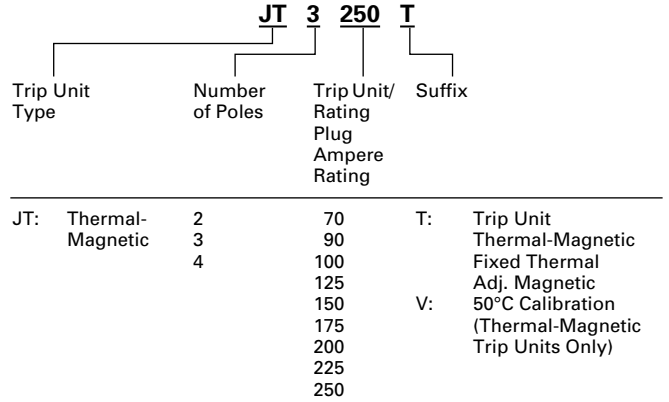 JT 3 250 T
Trip Unit Type
Number of Poles
Trip Unit/ Rating Plug Ampere Rating
Suffix
JT: Thermal-Magnetic
2
3
4
70
90
100
125
150
175
200
225
250
T: Trip Unit
Thermal-Magnetic
Fixed Thermal
Adj. Magnetic
V: 50°C Calibration
(Thermal-Magnetic
Trip Units Only)